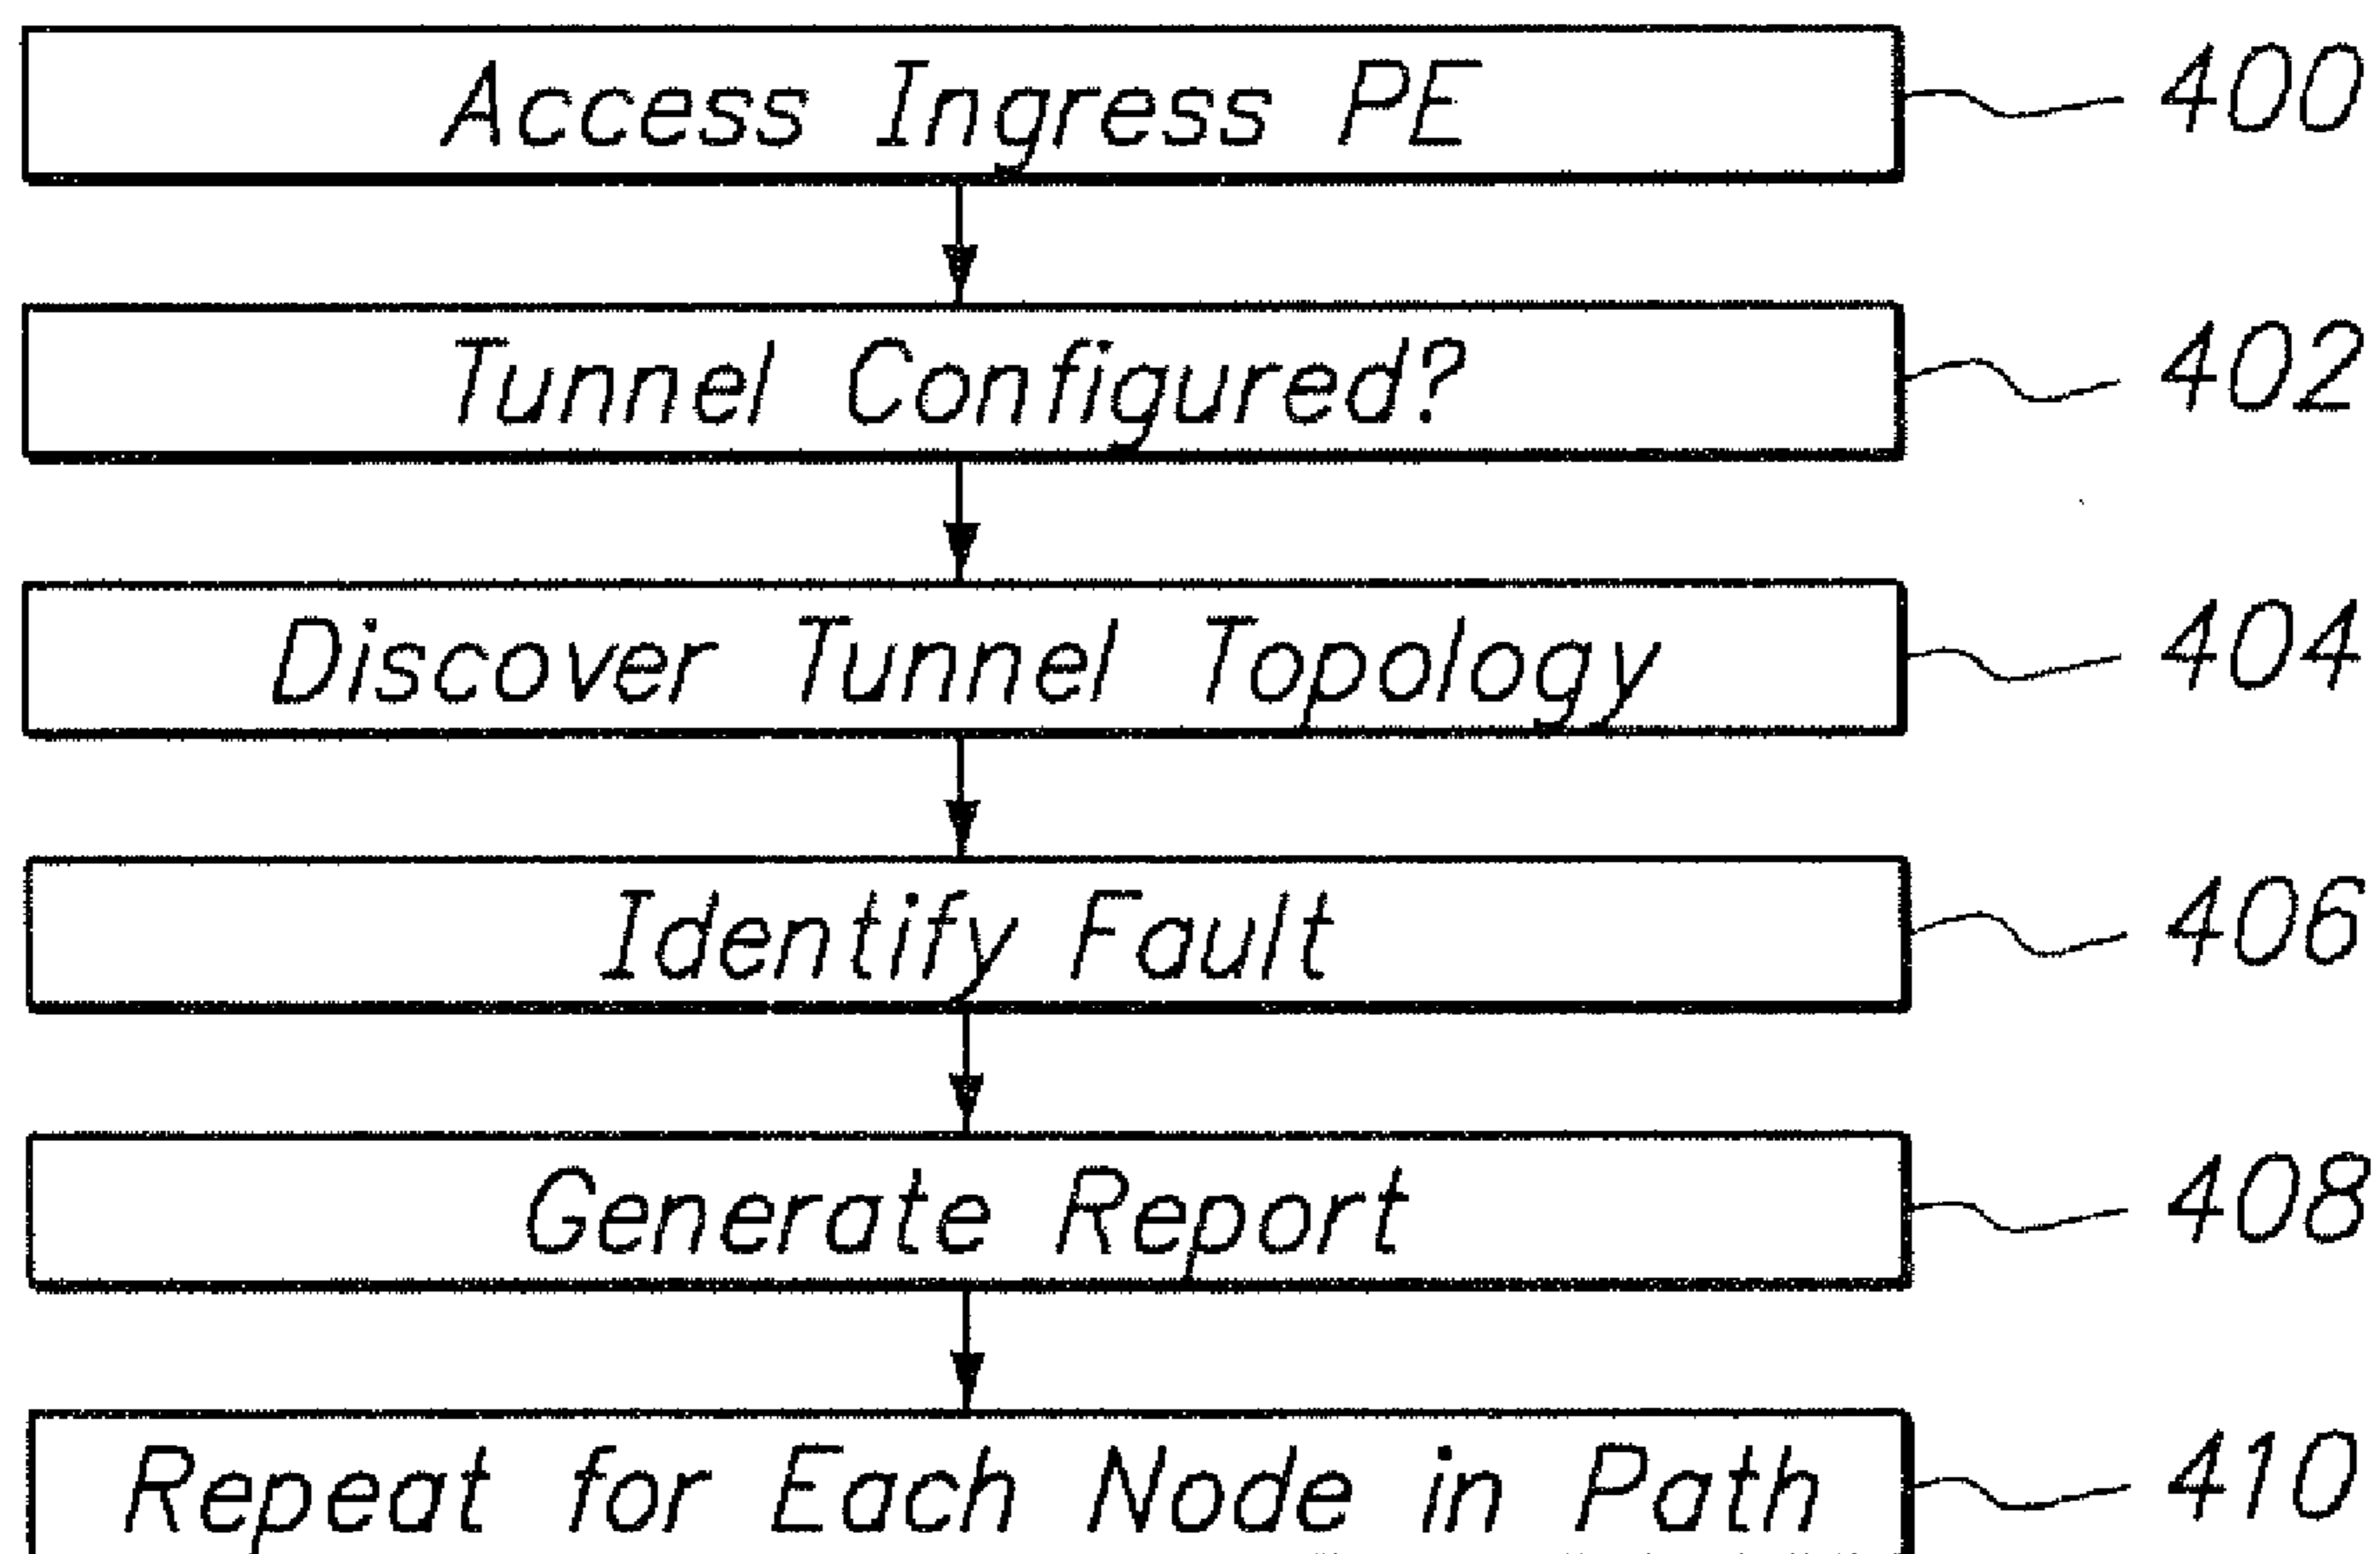 Access Ingress PE 400
Tunnel Configured? 402
Discover Tunnel Topology 404
Identify Fault 406
Generate Report 408
Repeat for Each Node in Path 410